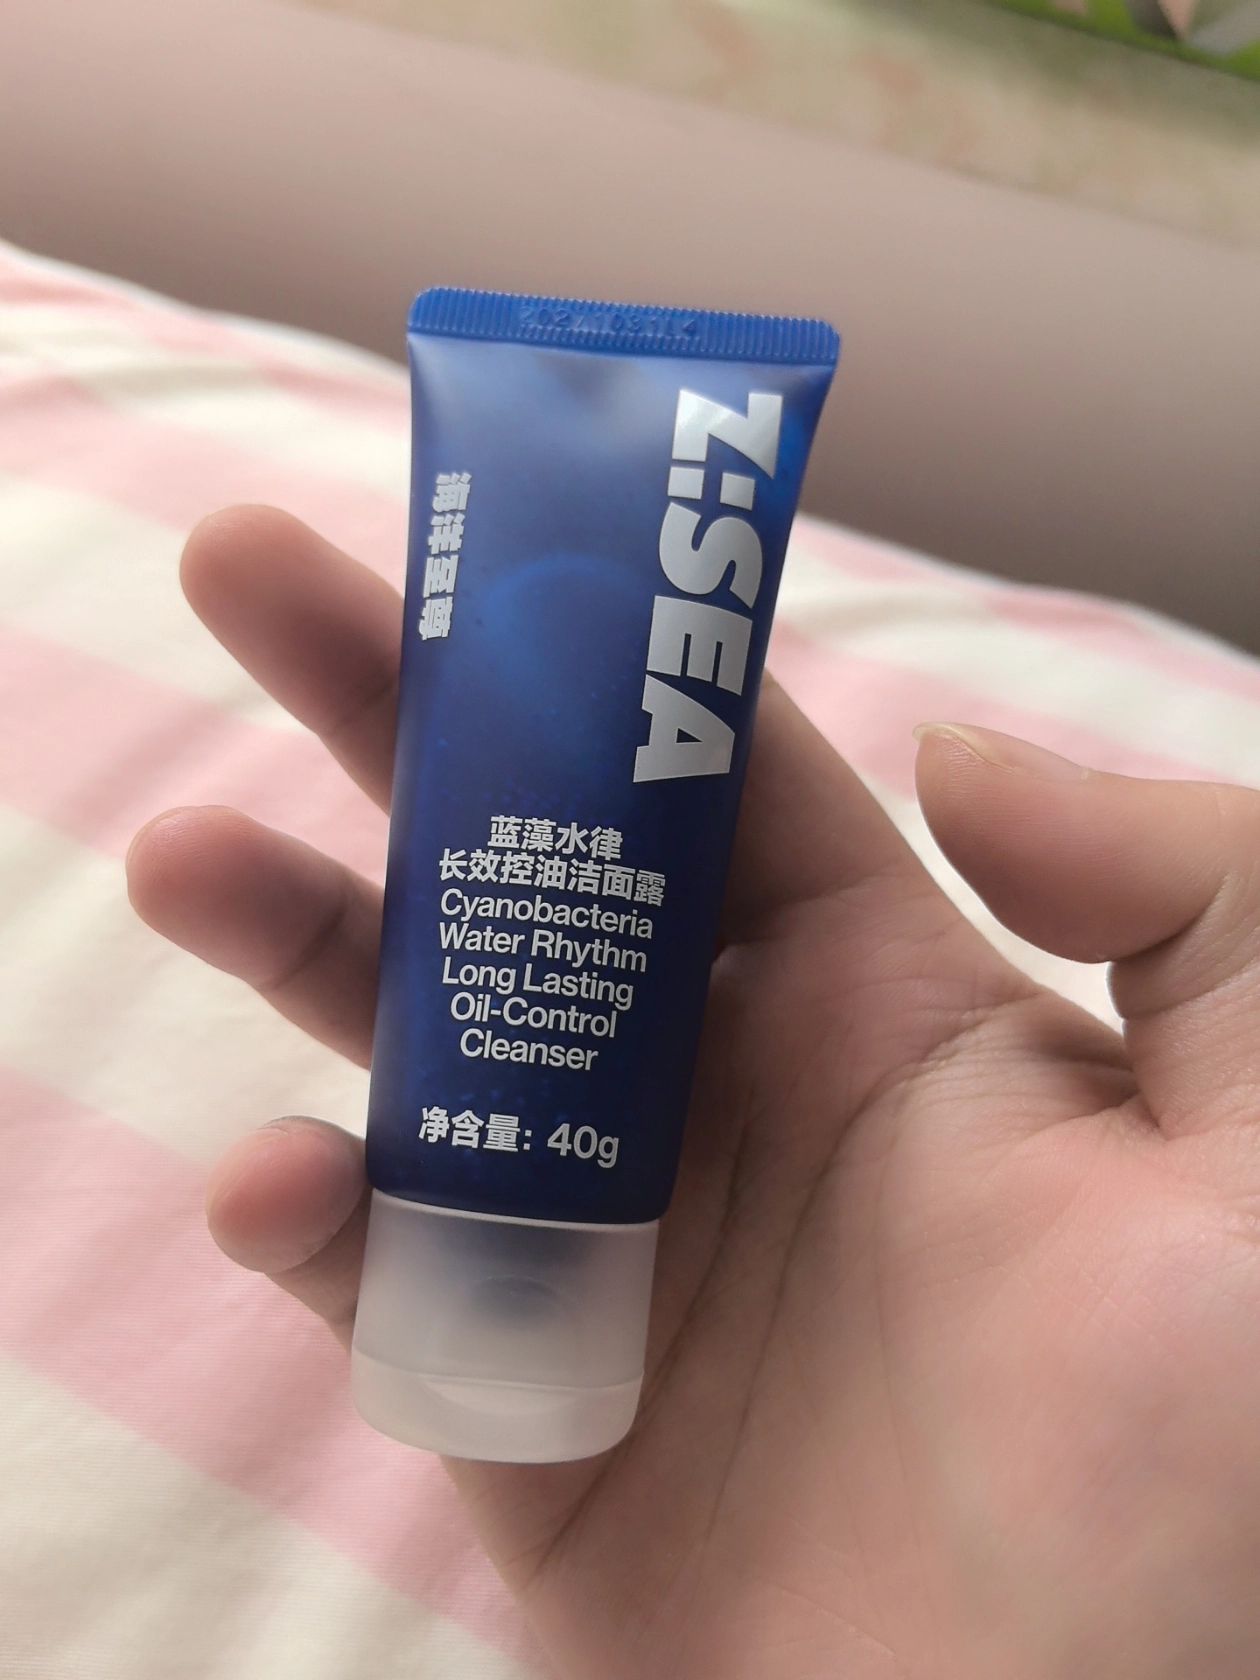 Z:SEA
海洋至尊
蓝藻水律
长效控油洁面露
Cyanobacteria
Water Rhythm
Long Lasting
Oil-Control
Cleanser
净含量：40g